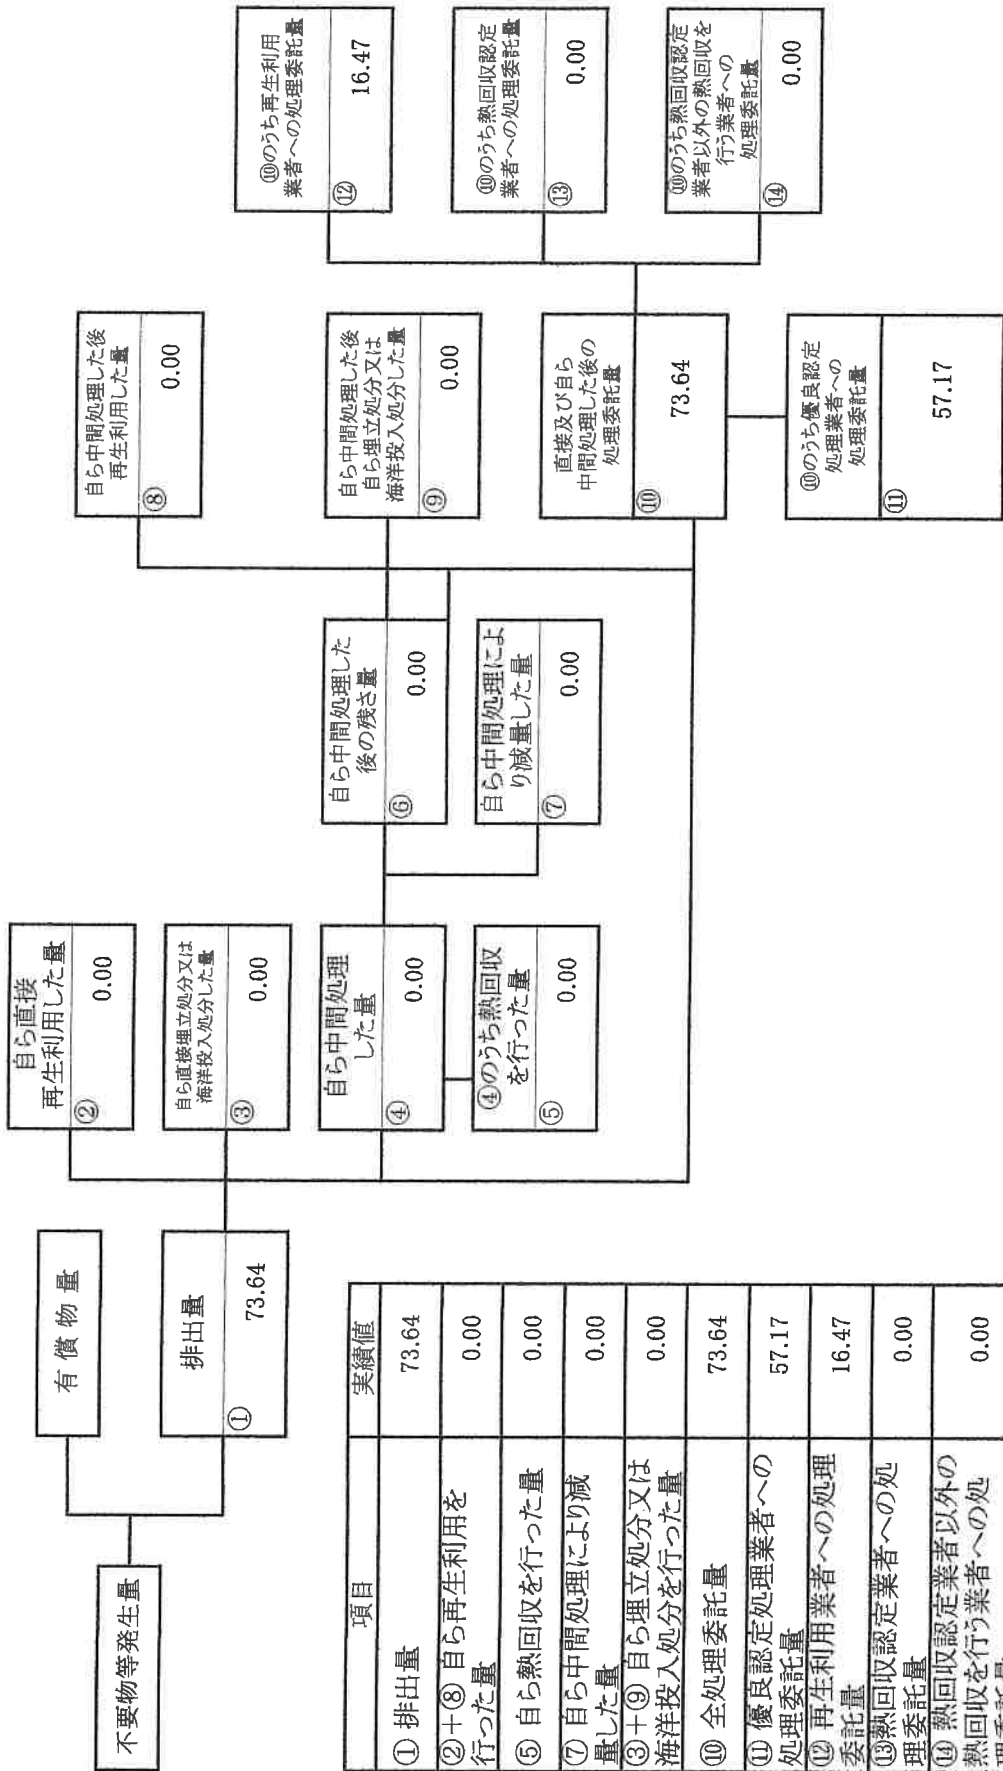 不要物等発生量
有償物量
排出量
①
73.64
自ら直接
再生利用した量
②
0.00
自ら直接埋立処分又は
海洋投入処分した量
③
0.00
自ら中間処理
した量
④
0.00
④のうち熱回収
を行った量
⑤
0.00
自ら中間処理した
後の残さ量
⑥
0.00
自ら中間処理によ
り減量した量
⑦
0.00
自ら中間処理した後
再生利用した量
⑧
0.00
自ら中間処理した後
自ら埋立処分又は
海洋投入処分した量
⑨
0.00
直接及び自ら
中間処理した後の
処理委託量
⑩
73.64
⑩のうち優良認定
処理業者への
処理委託量
⑪
57.17
⑩のうち再生利用
業者への処理委託量
⑫
16.47
⑩のうち熱回収認定
業者への処理委託量
⑬
0.00
⑩のうち熱回収認定
業者以外の熱回収を
行う業者への
処理委託量
⑭
0.00
項目 実績値
① 排出量 73.64
②+⑧ 自ら再生利用を
行った量 0.00
⑤ 自ら熱回収を行った量 0.00
⑦ 自ら中間処理により減
量した量 0.00
③+⑨ 自ら埋立処分又は
海洋投入処分を行った量 0.00
⑩ 全処理委託量 73.64
⑪ 優良認定処理業者への
処理委託量 57.17
⑫ 再生利用業者への処理
委託量 16.47
⑬熱回収認定業者への処
理委託量 0.00
⑭ 熱回収認定業者以外の
熱回収を行う業者への処
理委託量 0.00